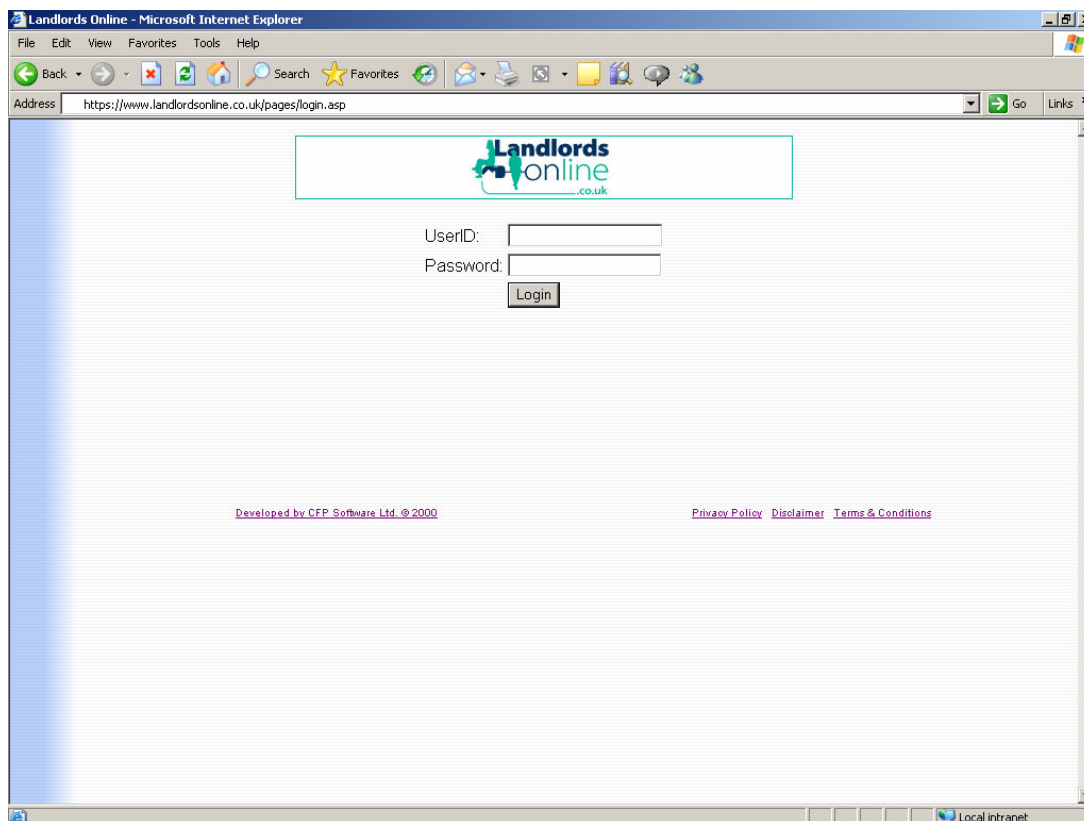 Landlords Online - Microsoft Internet Explorer
File Edit View Favorites Tools Help
Back Search Favorites
Address https://www.landlordsonline.co.uk/pages/login.asp Go Links
Landlords
online
.co.uk
UserID:
Password:
Login
Developed by CFP Software Ltd. © 2000 Privacy Policy Disclaimer Terms & Conditions
Local intranet